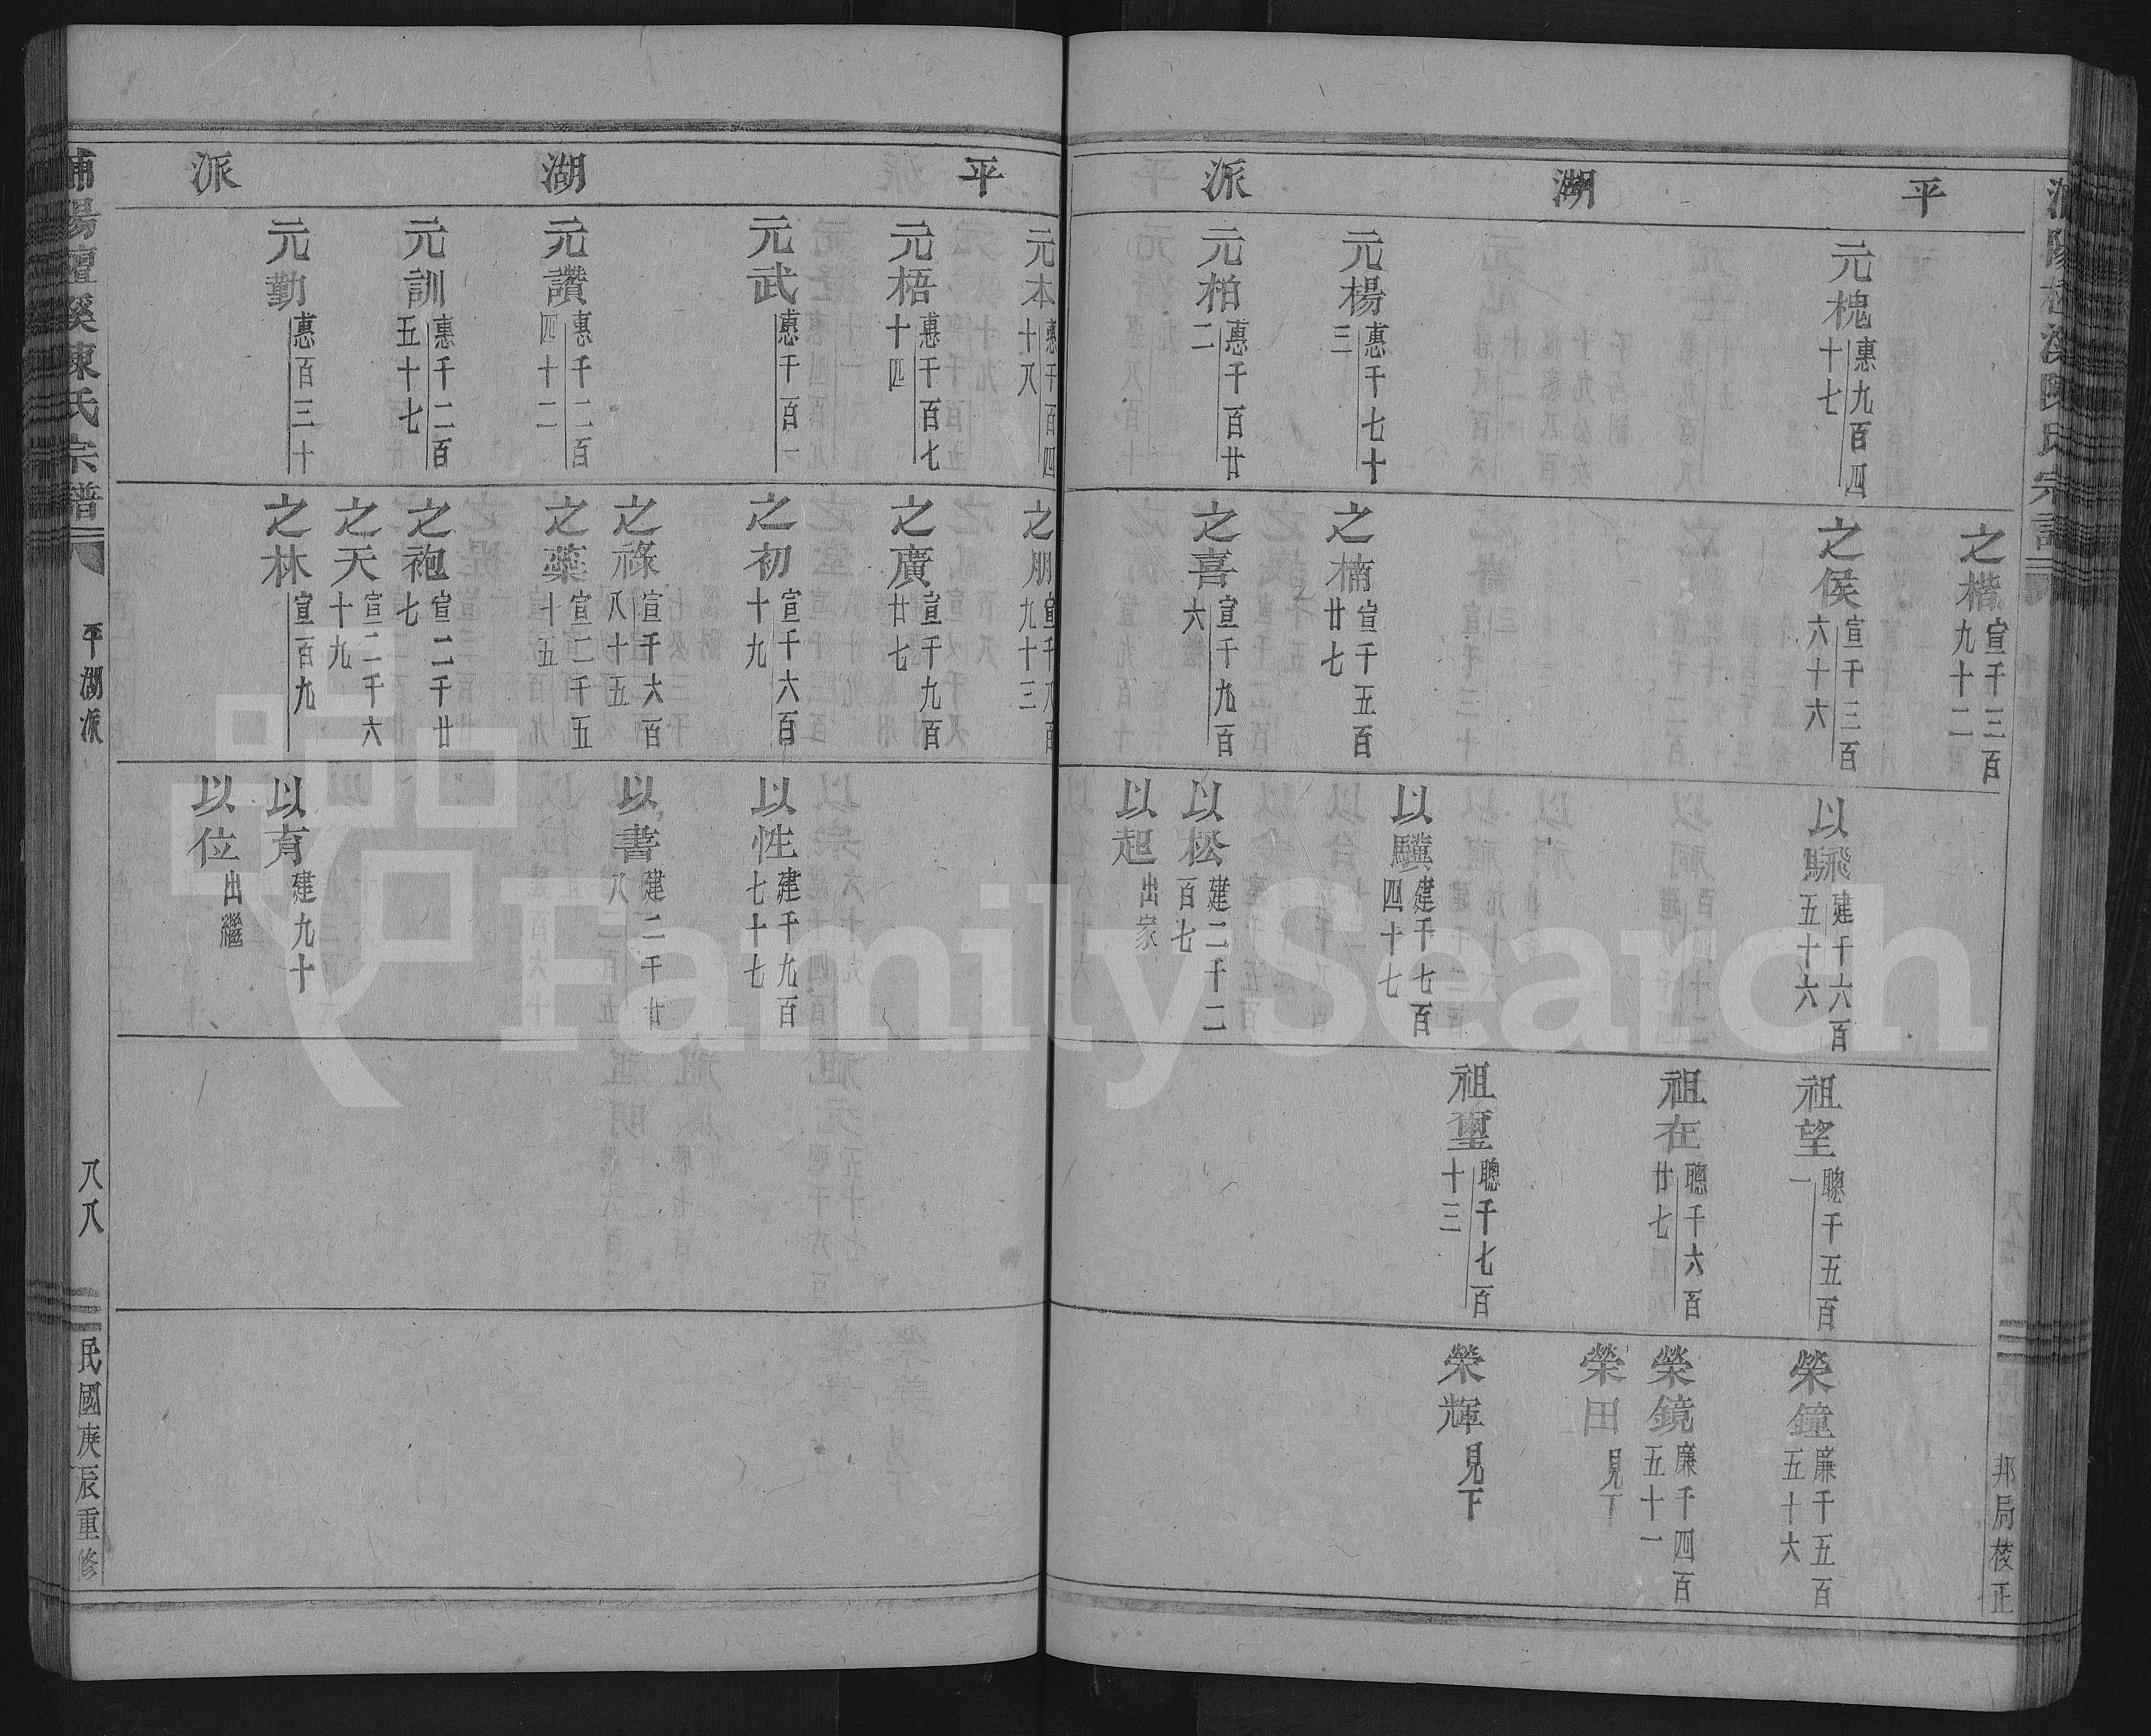 平湖派
元槐 惠九百四十七
元楊 惠千七十三
元柏 惠千百廿二
之楷 宣千三百九十二
之侯 宣千三百六十六
之楠 宣千五百廿七
之喜 宣千九百六
以騛 建千六百五十六
以驥 建千七百四十七
以松 建二千二百七
以起 出家
祖望 聰千五百一
祖在 聰千六百廿七
祖璽 聰千七百十三
榮鐘 廉千五百五十六
榮鏡 廉千四百五十一
榮田 見下
榮輝 見下
邦局校正
平湖派
元本 惠千百四十八
元梧 惠千百七十四
元武 惠千百一
元讚 惠千二百四十二
元訓 惠千二百五十七
元勤 惠百三十
之朋 宣千八百九十三
之廣 宣千九百廿七
之初 宣千六百十九
之祿 宣千六百八十五
之藥 宣二千五十五
之袍 宣二千廿七
之天 宣二千六十九
之林 宣百九
以性 建千九百七十七
以書 建二千廿八
以育 建九十
以位 出繼
浦陽檀溪陳氏宗譜
平湖派
八八
民國庚辰重修
FamilySearch